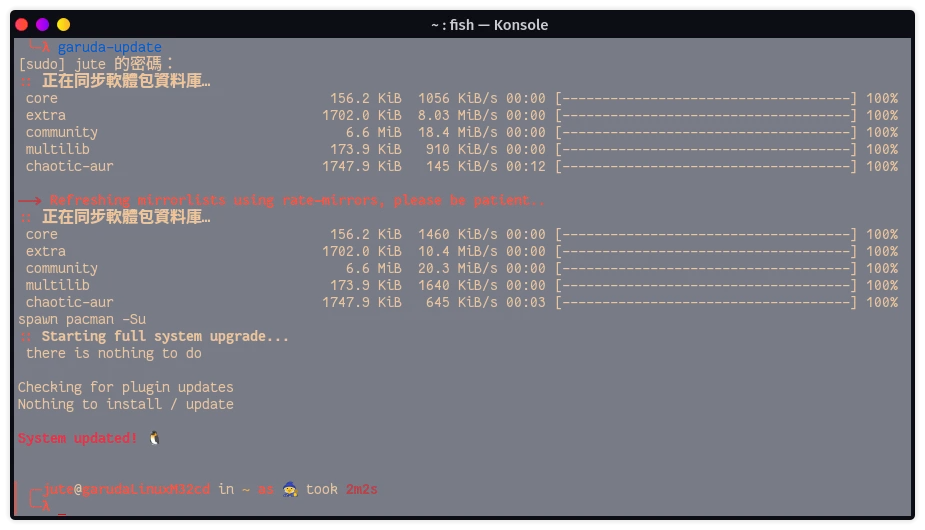 ~ : fish — Konsole
╰─λ garuda-update
[sudo] jute 的密碼：
:: 正在同步軟體包資料庫…
core 156.2 KiB 1056 KiB/s 00:00 [------------------------------------] 100%
extra 1702.0 KiB 8.03 MiB/s 00:00 [------------------------------------] 100%
community 6.6 MiB 18.4 MiB/s 00:00 [------------------------------------] 100%
multilib 173.9 KiB 910 KiB/s 00:00 [------------------------------------] 100%
chaotic-aur 1747.9 KiB 145 KiB/s 00:12 [------------------------------------] 100%
--> Refreshing mirrorlists using rate-mirrors, please be patient..
:: 正在同步軟體包資料庫…
core 156.2 KiB 1460 KiB/s 00:00 [------------------------------------] 100%
extra 1702.0 KiB 10.4 MiB/s 00:00 [------------------------------------] 100%
community 6.6 MiB 20.3 MiB/s 00:00 [------------------------------------] 100%
multilib 173.9 KiB 1640 KiB/s 00:00 [------------------------------------] 100%
chaotic-aur 1747.9 KiB 645 KiB/s 00:03 [------------------------------------] 100%
spawn pacman -Su
:: Starting full system upgrade...
there is nothing to do
Checking for plugin updates
Nothing to install / update
System updated! 🐧
╭─jute@garudaLinuxM32cd in ~ as 🧙 took 2m2s
╰─λ